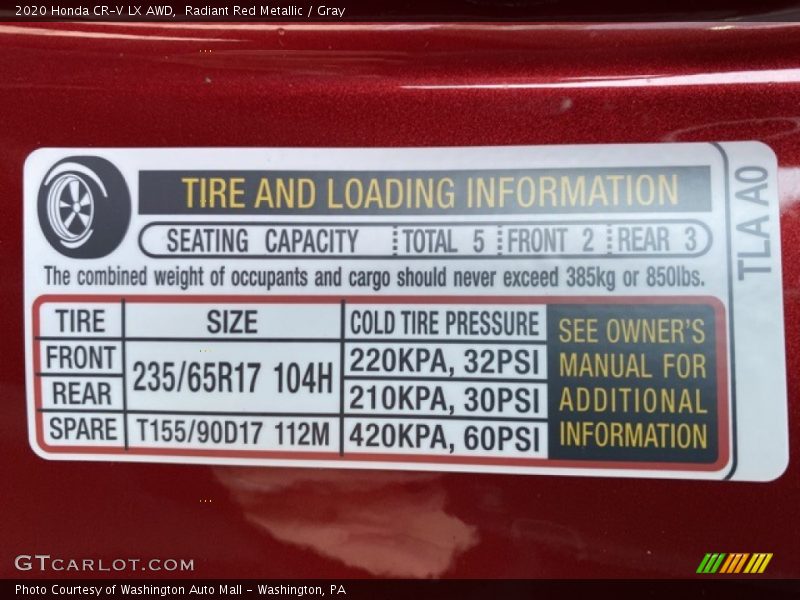 2020 Honda CR-V LX AWD,  Radiant Red Metallic / Gray
TIRE AND LOADING INFORMATION
SEATING CAPACITY TOTAL 5 FRONT 2 REAR 3
The combined weight of occupants and cargo should never exceed 385kg or 850lbs.
TIRE SIZE COLD TIRE PRESSURE
FRONT 235/65R17 104H 220KPA, 32PSI
REAR 210KPA, 30PSI
SPARE T155/90D17 112M 420KPA, 60PSI
SEE OWNER'S
MANUAL FOR
ADDITIONAL
INFORMATION
TLA A0
GTCARLOT.COM
Photo Courtesy of Washington Auto Mall - Washington, PA